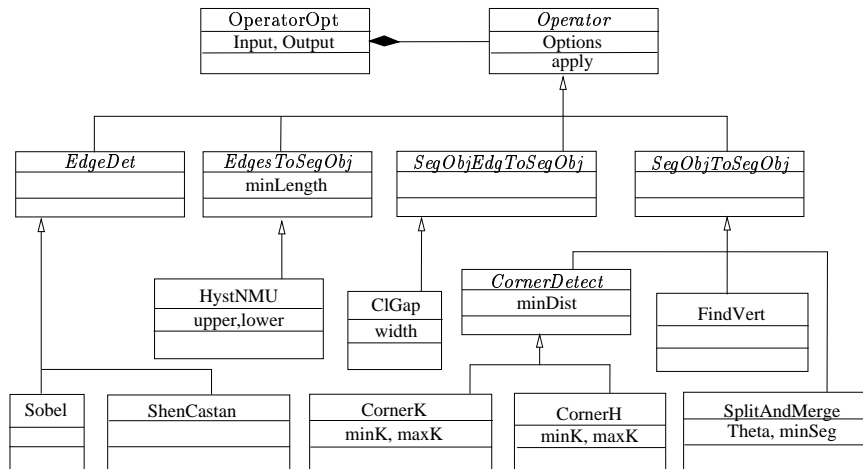 OperatorOpt
Input, Output
Operator
Options
apply
EdgeDet
EdgesToSegObj
minLength
SegObjEdgToSegObj
SegObjToSegObj
HystNMU
upper,lower
ClGap
width
CornerDetect
minDist
FindVert
Sobel
ShenCastan
CornerK
minK, maxK
CornerH
minK, maxK
SplitAndMerge
Theta, minSeg